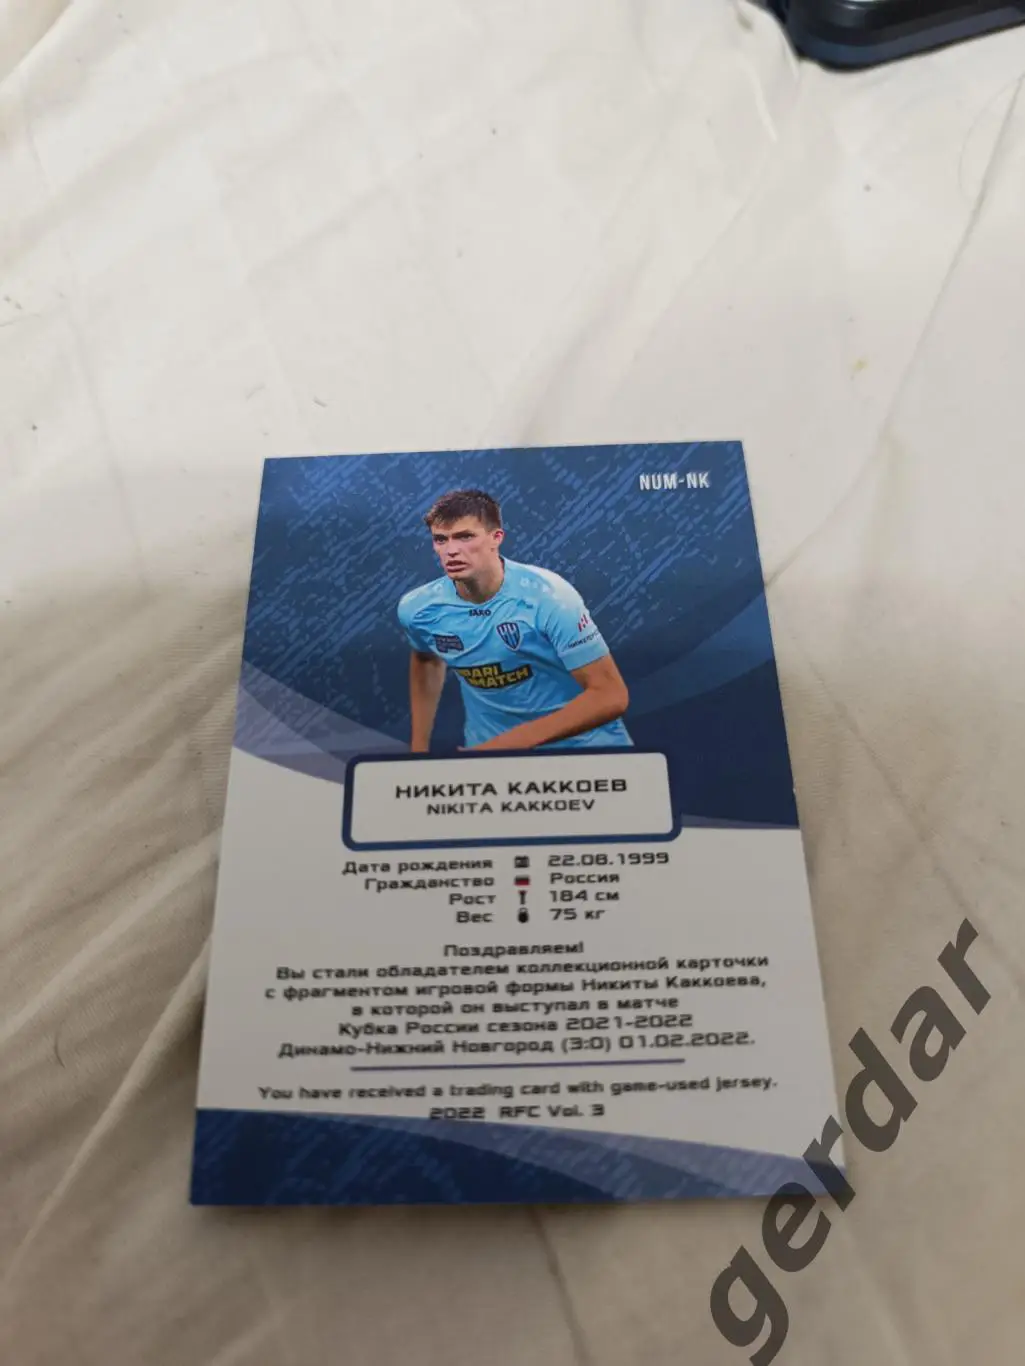 NUM-NK
JAKO
PARI
MATCH
НИКИТА КАККОЕВ
NIKITA KAKKOEV
Дата рождения 22.08.1999
Гражданство Россия
Рост 184 см
Вес 75 кг
Поздравляем!
Вы стали обладателем коллекционной карточки
с фрагментом игровой формы Никиты Каккоева,
в которой он выступал в матче
Кубка России сезона 2021-2022
Динамо-Нижний Новгород (3:0) 01.02.2022.
You have received a trading card with game-used jersey.
2022 RFC Vol. 3
gerdar